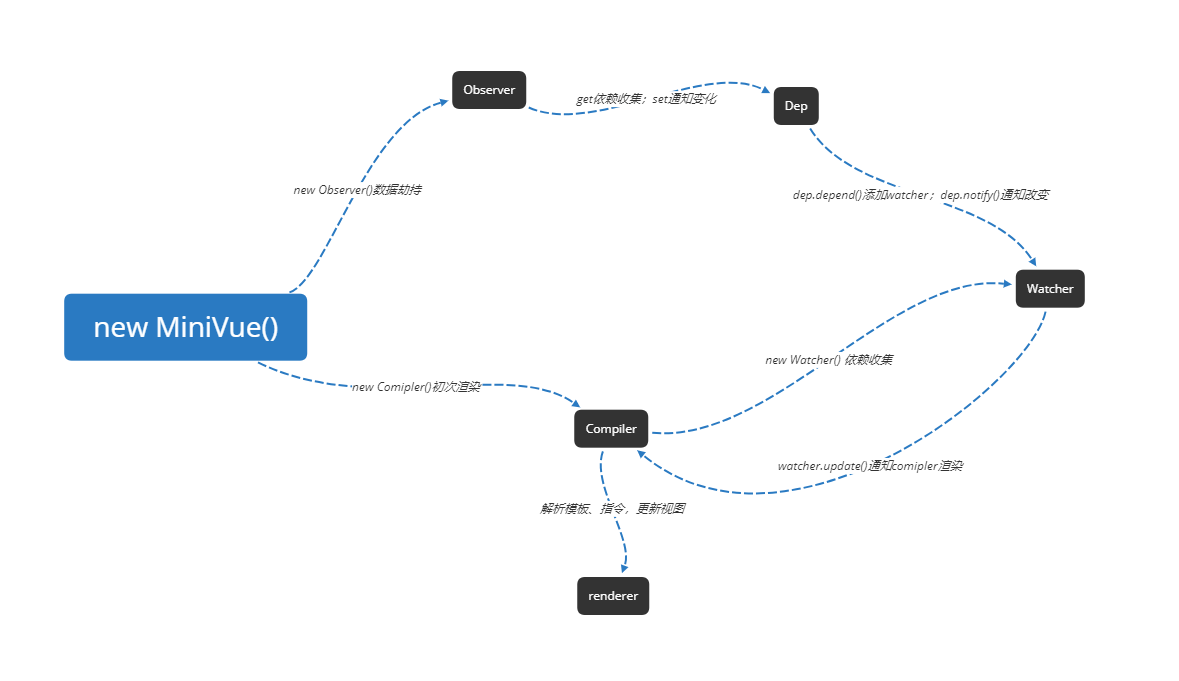 Observer
get依赖收集；set通知变化
Dep
new Observer()数据劫持
dep.depend()添加watcher；dep.notify()通知改变
Watcher
new MiniVue()
new Watcher() 依赖收集
new Comipler()初次渲染
Compiler
watcher.update()通知comipler渲染
解析模板、指令，更新视图
renderer